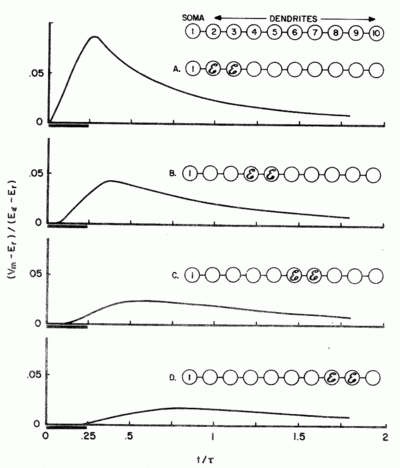 SOMA DENDRITES
1 2 3 4 5 6 7 8 9 10
A. 1 ℰ ℰ
.05
0
B. 1 ℰ ℰ
.05
0
C. 1 ℰ ℰ
05
0
D. 1 ℰ ℰ
.05
0
0 .25 .5 1 1.5 2
(Vm - Er) / (Eε - Er)
t/τ